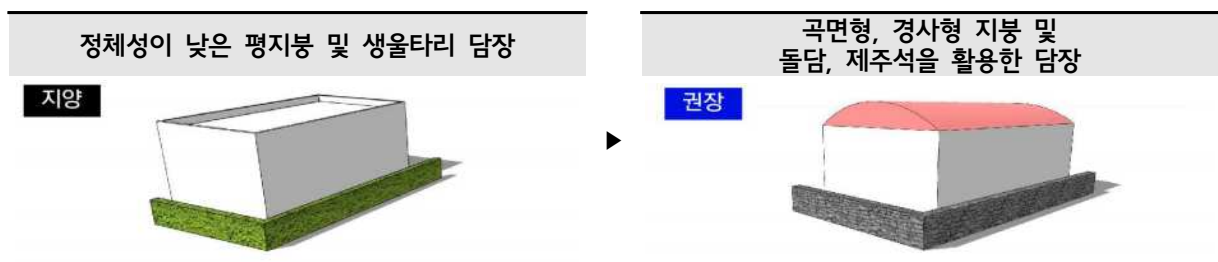 정체성이 낮은 평지붕 및 생울타리 담장
지양
▶
곡면형, 경사형 지붕 및
돌담, 제주석을 활용한 담장
권장